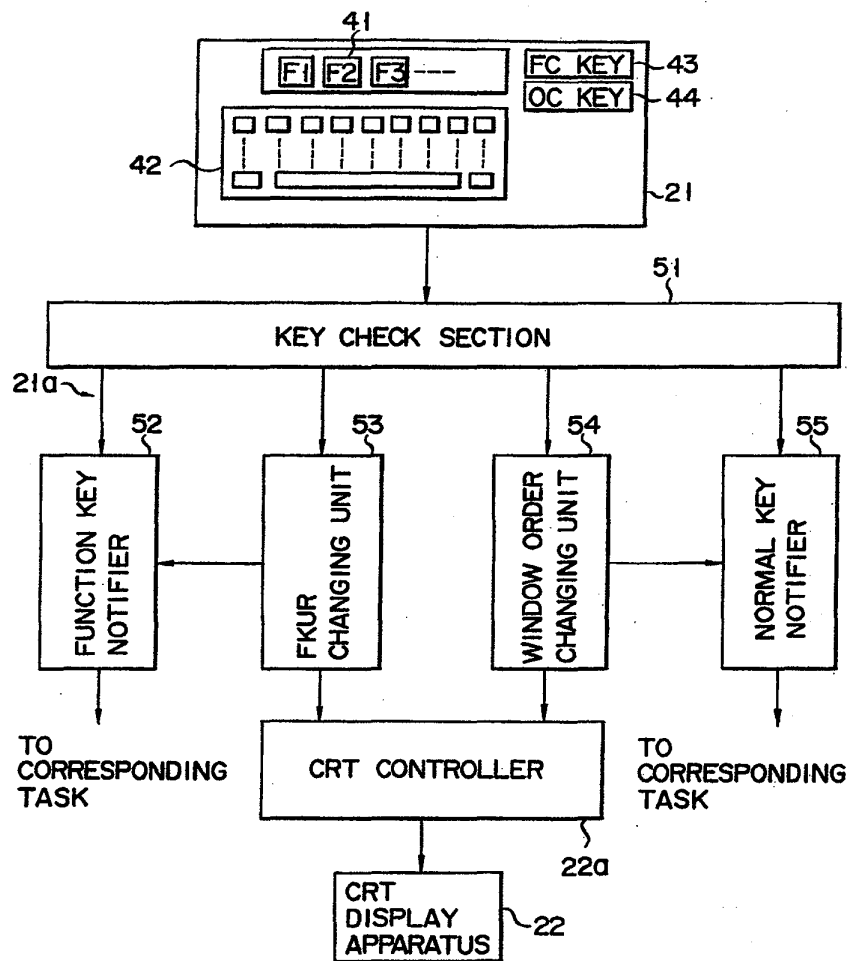 41
F1 F2 F3
FC KEY 43
OC KEY 44
42
21
51
KEY CHECK SECTION
21a
52 53 54 55
FUNCTION KEY
NOTIFIER
FKUR
CHANGING UNIT
WINDOW ORDER
CHANGING UNIT
NORMAL KEY
NOTIFIER
TO
CORRESPONDING
TASK
CRT CONTROLLER
TO
CORRESPONDING
TASK
22a
CRT
DISPLAY
APPARATUS
22